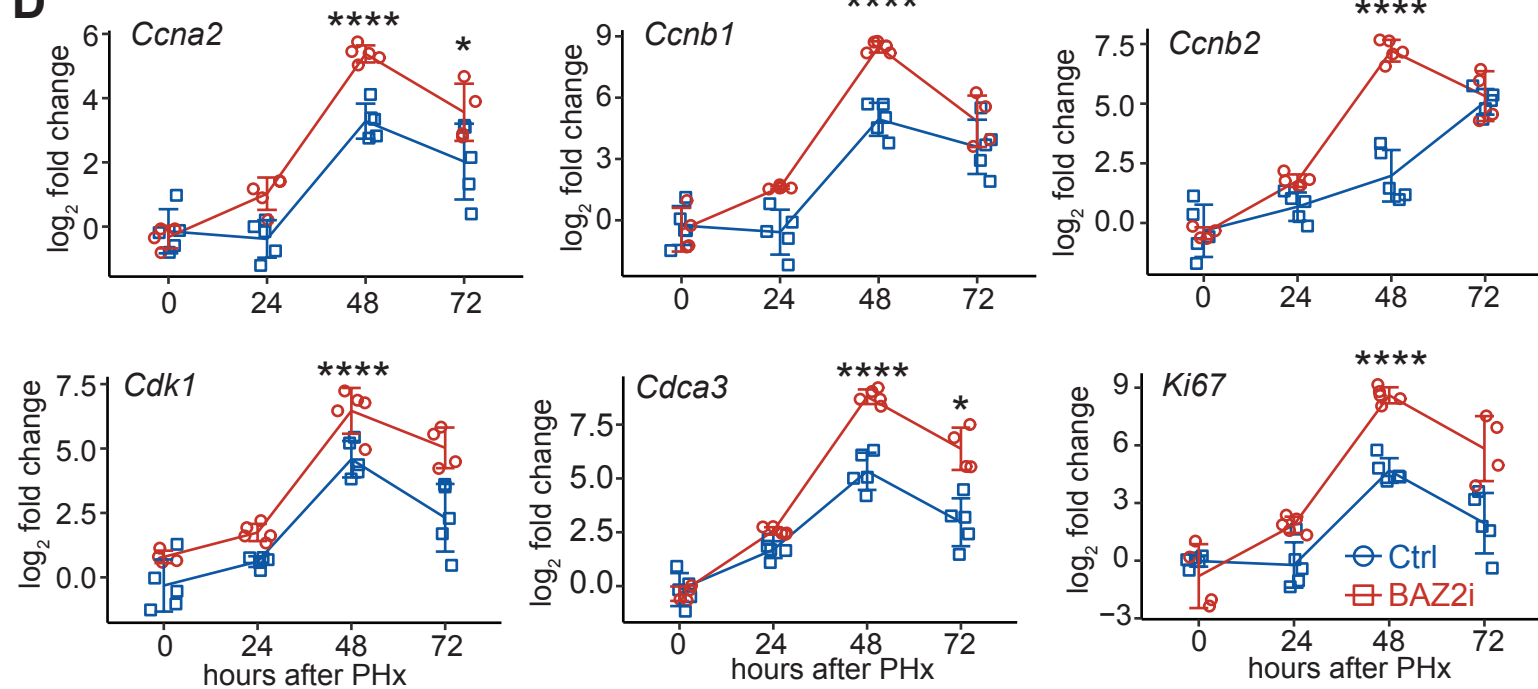 D
****
****
****
Ccna2
*
Ccnb1
Ccnb2
log2 fold change
6
4
2
0
0 24 48 72
log2 fold change
9
6
3
0
0 24 48 72
log2 fold change
7.5
5.0
2.5
0.0
0 24 48 72
****
****
****
Cdk1
Cdca3
*
Ki67
log2 fold change
7.5
5.0
2.5
0.0
0 24 48 72
hours after PHx
log2 fold change
7.5
5.0
2.5
0.0
0 24 48 72
hours after PHx
log2 fold change
9
6
3
0
−3
Ctrl
BAZ2i
0 24 48 72
hours after PHx